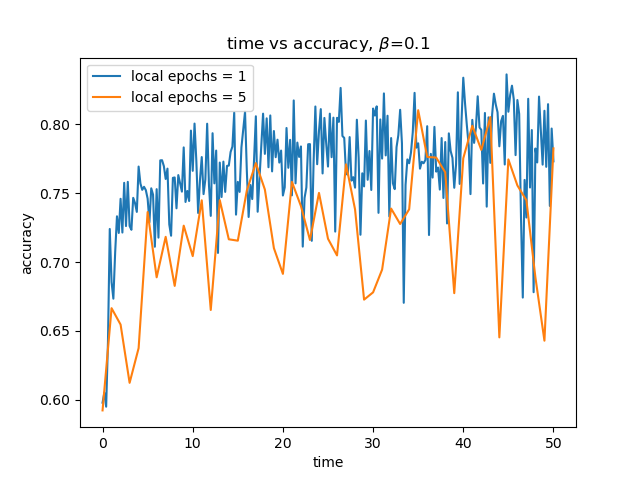 time vs accuracy, β=0.1
local epochs = 1
local epochs = 5
0.80
0.75
0.70
0.65
0.60
accuracy
0 10 20 30 40 50
time